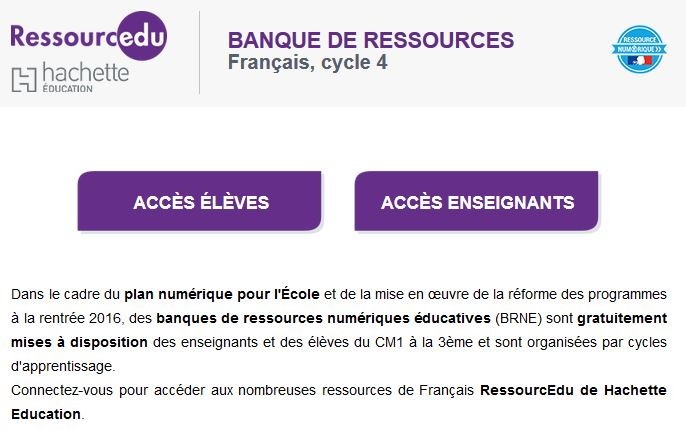 Ressourcedu
hachette
ÉDUCATION
BANQUE DE RESSOURCES
Français, cycle 4
RESSOURCE
NUMÉRIQUE
ACCÈS ÉLÈVES
ACCÈS ENSEIGNANTS
Dans le cadre du plan numérique pour l'École et de la mise en œuvre de la réforme des programmes
à la rentrée 2016, des banques de ressources numériques éducatives (BRNE) sont gratuitement
mises à disposition des enseignants et des élèves du CM1 à la 3ème et sont organisées par cycles
d'apprentissage.
Connectez-vous pour accéder aux nombreuses ressources de Français RessourcEdu de Hachette
Education.